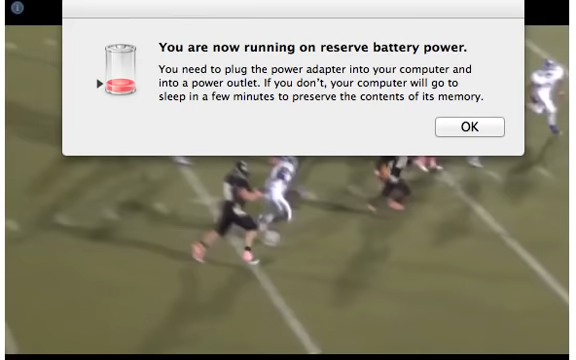 You are now running on reserve battery power.
You need to plug the power adapter into your computer and
into a power outlet. If you don't, your computer will go to
sleep in a few minutes to preserve the contents of its memory.
OK